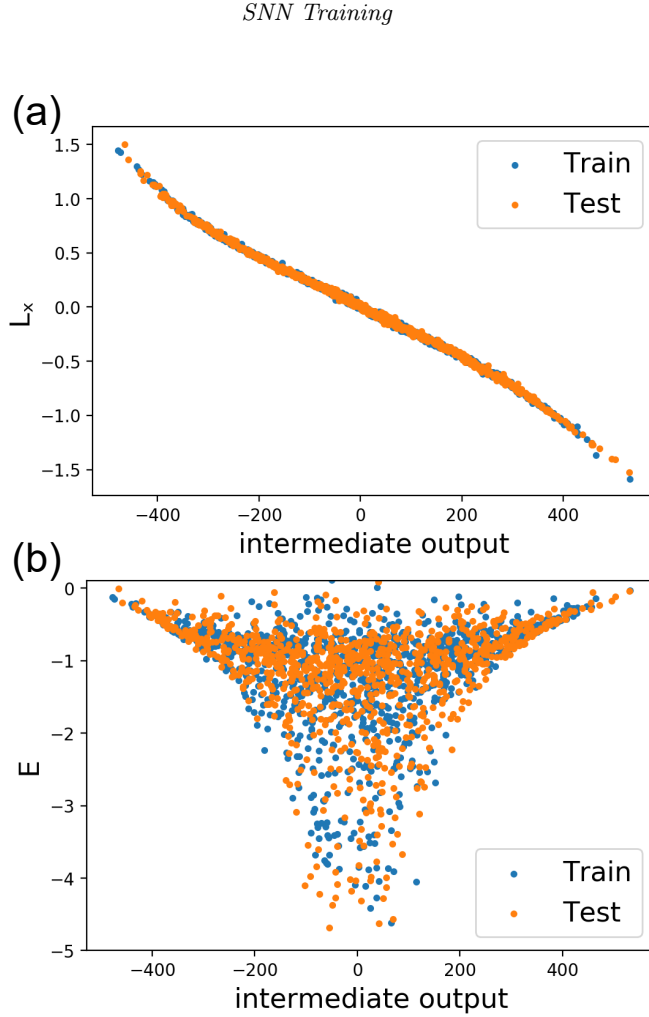 SNN Training
(a)
1.5
1.0
0.5
0.0
−0.5
−1.0
−1.5
Lx
Train
Test
−400 −200 0 200 400
intermediate output
(b)
0
−1
−2
−3
−4
−5
E
Train
Test
−400 −200 0 200 400
intermediate output